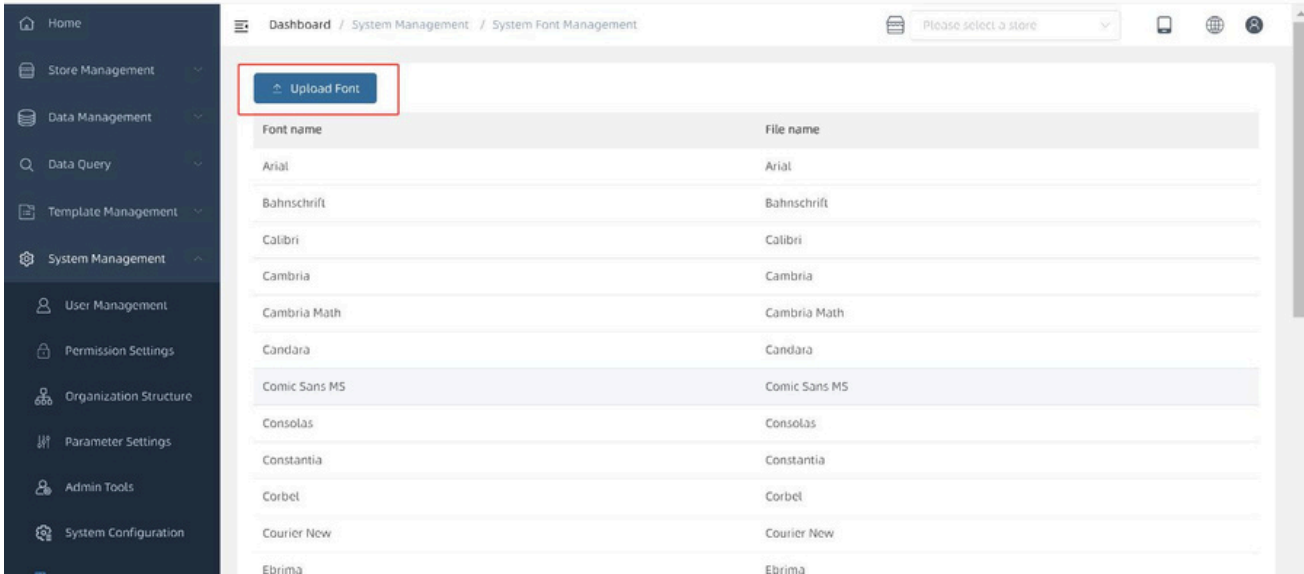 Home
Store Management
Data Management
Data Query
Template Management
System Management
User Management
Permission Settings
Organization Structure
Parameter Settings
Admin Tools
System Configuration
Dashboard / System Management / System Font Management
Please select a store
Upload Font
Font name File name
Arial Arial
Bahnschrift Bahnschrift
Calibri Calibri
Cambria Cambria
Cambria Math Cambria Math
Candara Candara
Comic Sans MS Comic Sans MS
Consolas Consolas
Constantia Constantia
Corbel Corbel
Courier New Courier New
Ebrima Ebrima